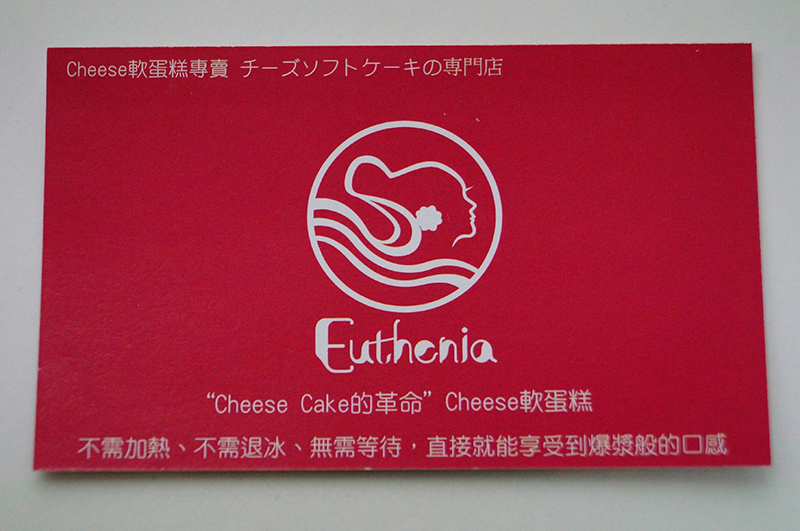 Cheese軟蛋糕專賣 チーズソフトケーキの専門店
Euthenia
“Cheese Cake的革命” Cheese軟蛋糕
不需加熱、不需退冰、無需等待，直接就能享受到爆漿般的口感